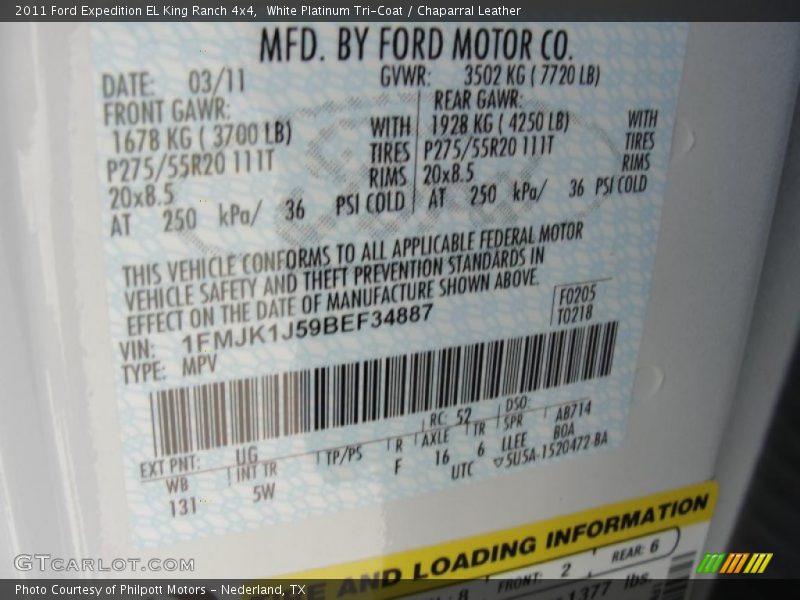 2011 Ford Expedition EL King Ranch 4x4, White Platinum Tri-Coat / Chaparral Leather
MFD. BY FORD MOTOR CO.
DATE: 03/11 GVWR: 3502 KG ( 7720 LB)
FRONT GAWR: REAR GAWR:
1678 KG ( 3700 LB) WITH 1928 KG ( 4250 LB) WITH
P275/55R20 111T TIRES P275/55R20 111T TIRES
20x8.5 RIMS 20x8.5 RIMS
AT 250 kPa/ 36 PSI COLD AT 250 kPa/ 36 PSI COLD
THIS VEHICLE CONFORMS TO ALL APPLICABLE FEDERAL MOTOR
VEHICLE SAFETY AND THEFT PREVENTION STANDARDS IN
EFFECT ON THE DATE OF MANUFACTURE SHOWN ABOVE.
VIN: 1FMJK1J59BEF34887 F0205
TYPE: MPV T0218
EXT PNT: UG RC: 52 DSO:
WB INT TR TP/PS R AXLE TR SPR AB714
131 5W F 16 6 LLEE BOA
UTC ▽5U5A-1520472-BA
AND LOADING INFORMATION
8 FRONT: 2 REAR: 6
1377 lbs.
GTCARLOT.COM
Photo Courtesy of Philpott Motors - Nederland, TX